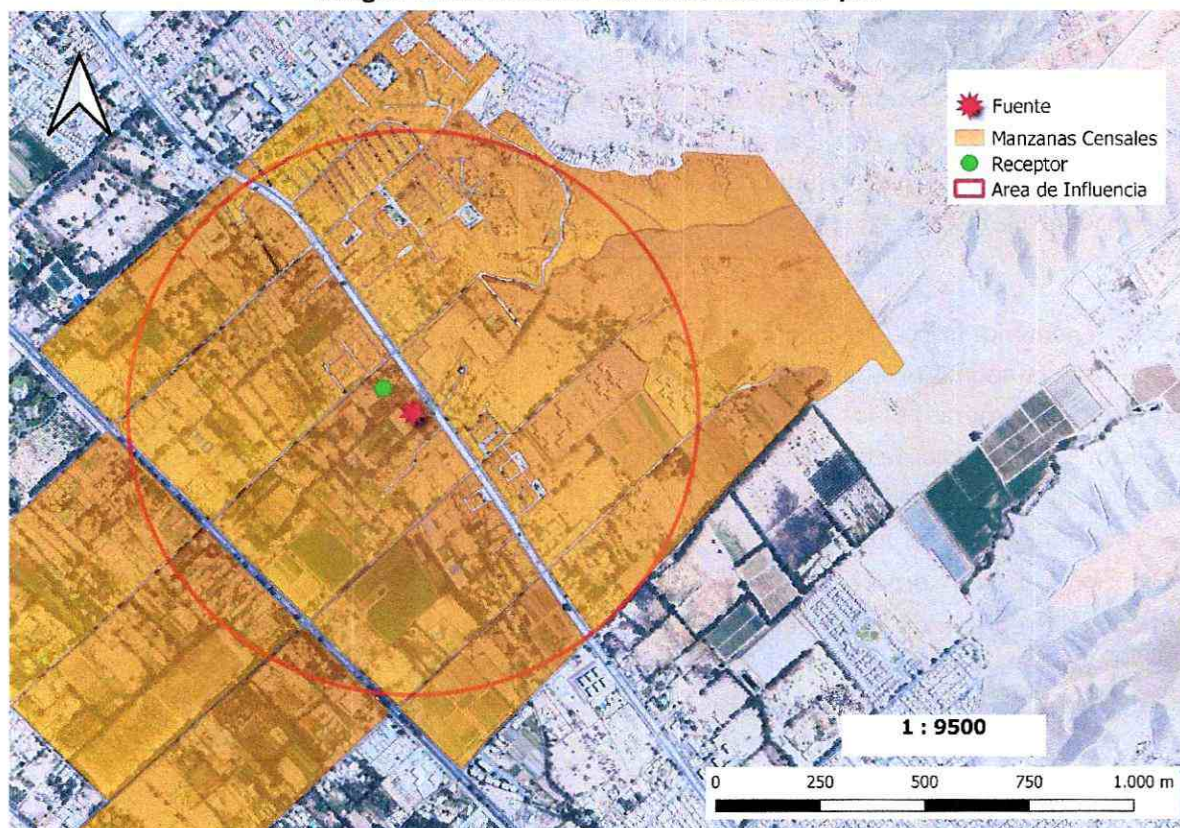 Fuente
Manzanas Censales
Receptor
Area de Influencia
1 : 9500
0 250 500 750 1.000 m